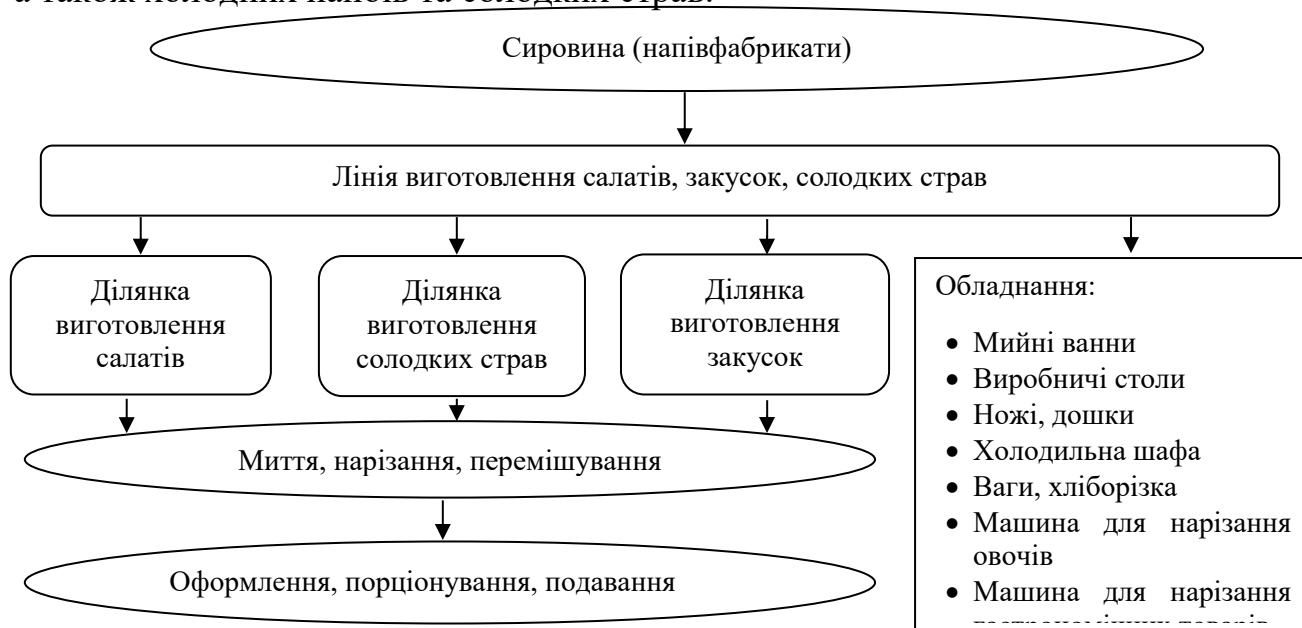 а також холодних напоїв та солодких страв.
Сировина (напівфабрикати)
Лінія виготовлення салатів, закусок, солодких страв
Ділянка
виготовлення
салатів
Ділянка
виготовлення
солодких страв
Ділянка
виготовлення
закусок
Миття, нарізання, перемішування
Оформлення, порціонування, подавання
Обладнання:
• Мийні ванни
• Виробничі столи
• Ножі, дошки
• Холодильна шафа
• Ваги, хліборізка
• Машина для нарізання
овочів
• Машина для нарізання